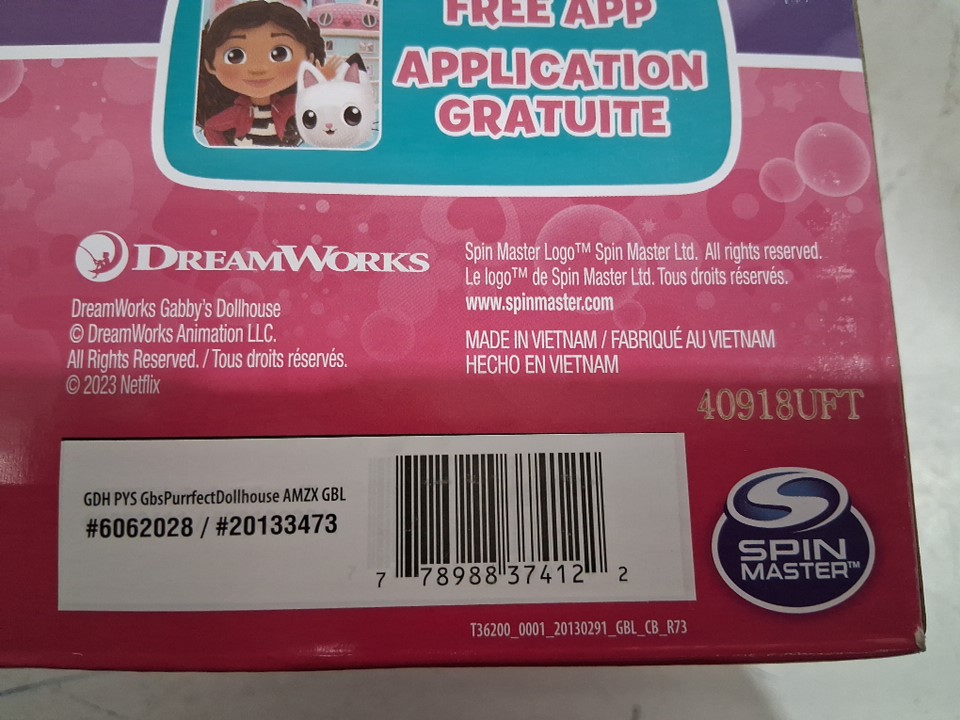 FREE APP
APPLICATION
GRATUITE
DREAMWORKS
DreamWorks Gabby's Dollhouse
© DreamWorks Animation LLC.
All Rights Reserved. / Tous droits réservés.
© 2023 Netflix
Spin Master Logo™ Spin Master Ltd. All rights reserved.
Le logo™ de Spin Master Ltd. Tous droits réservés.
www.spinmaster.com
MADE IN VIETNAM / FABRIQUÉ AU VIETNAM
HECHO EN VIETNAM
40918UFT
GDH PYS GbsPurrfectDollhouse AMZX GBL
#6062028 / #20133473
7 78988 37412 2
SPIN
MASTER™
T36200_0001_20130291_GBL_CB_R73